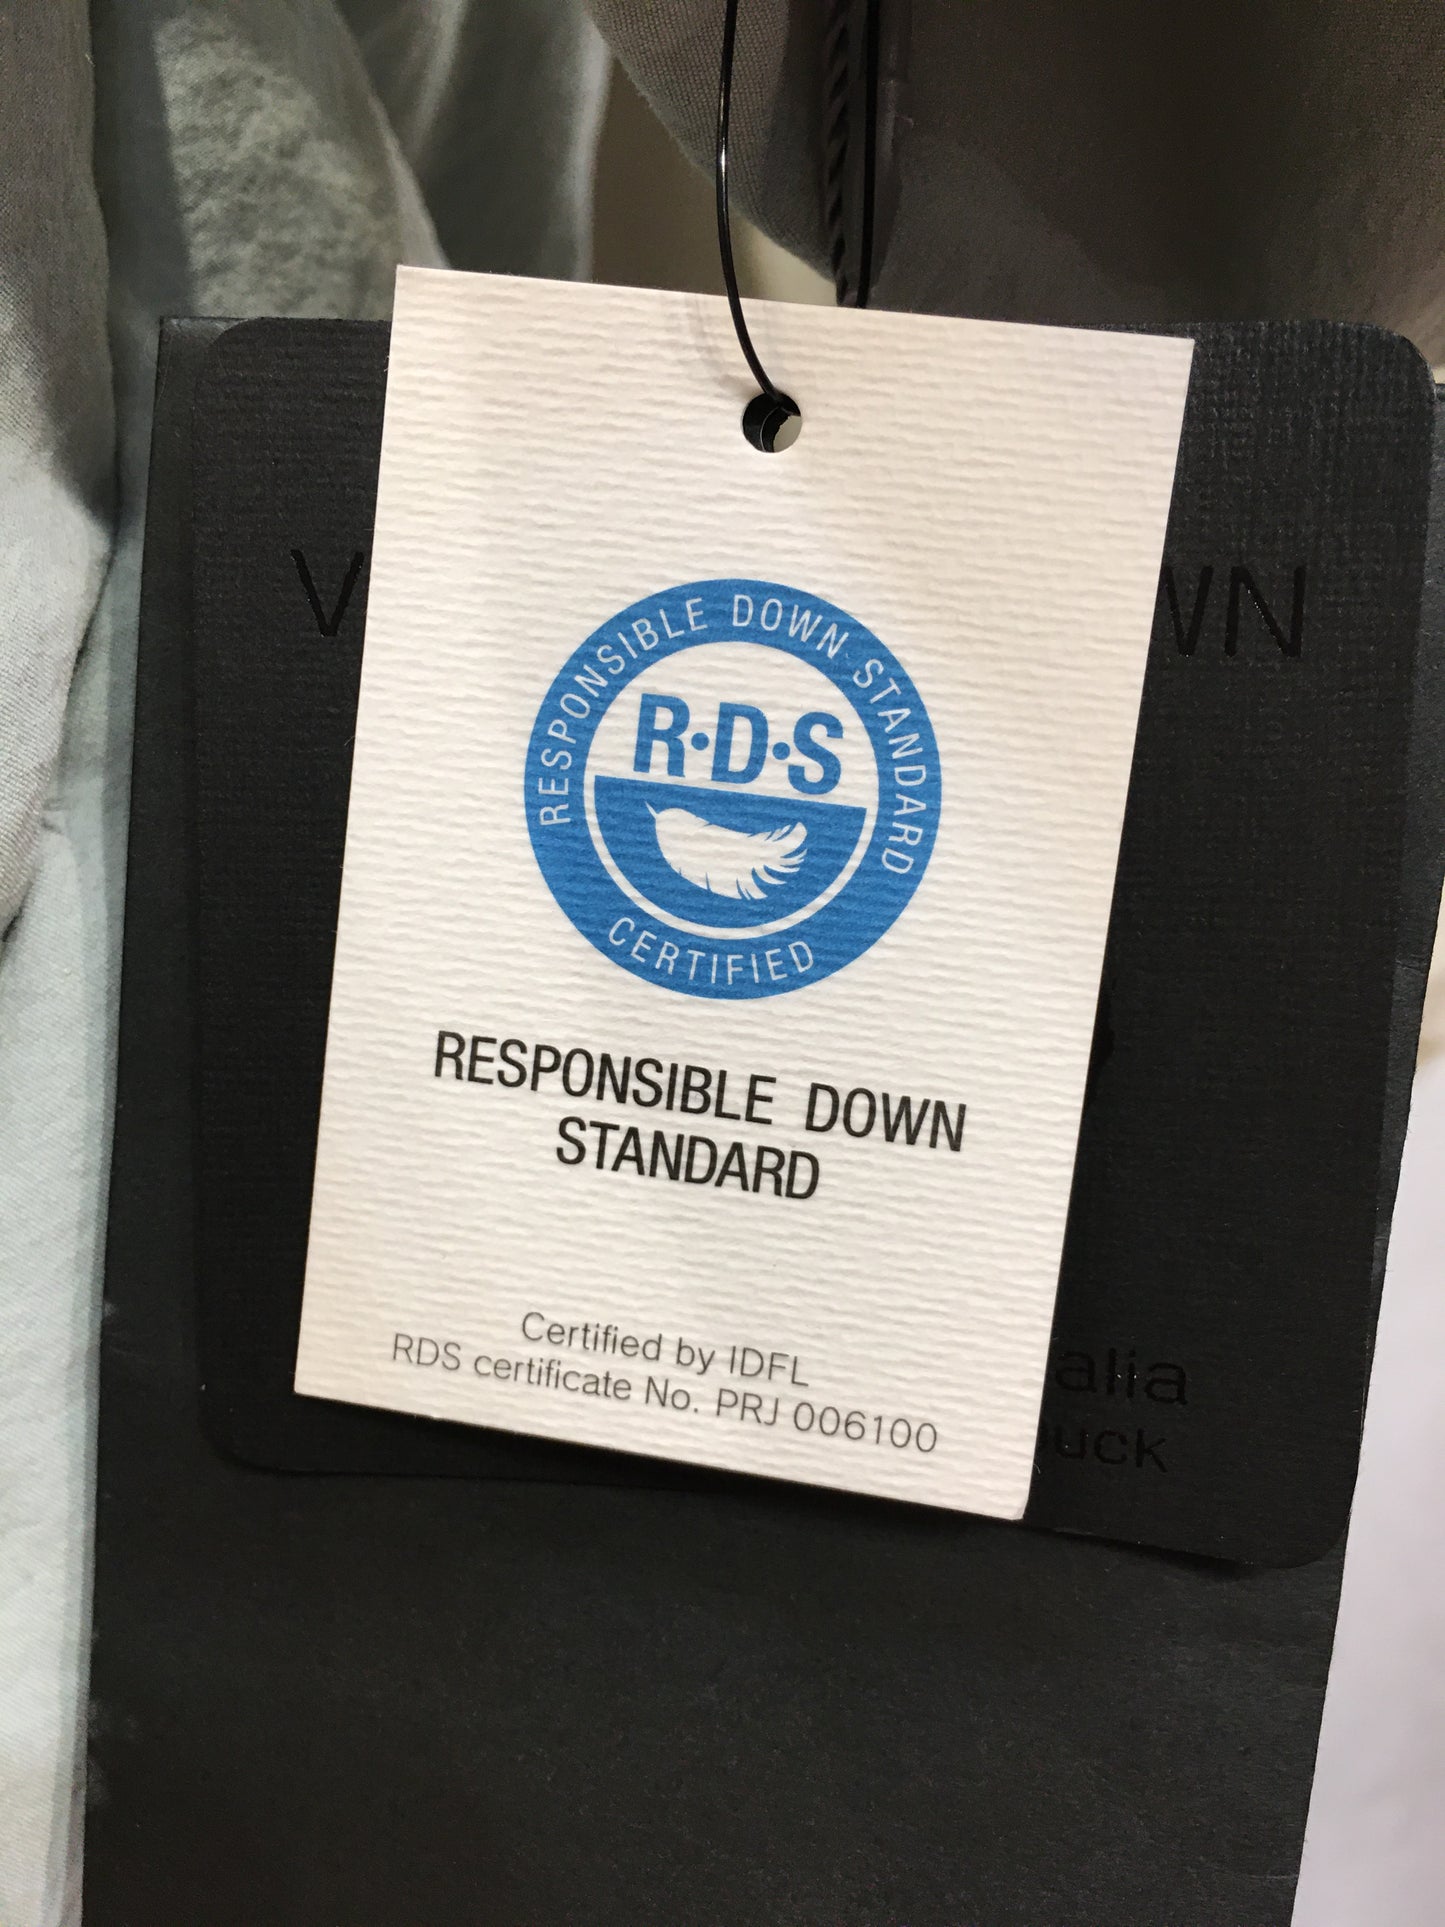 RESPONSIBLE DOWN STANDARD
R·D·S
CERTIFIED
RESPONSIBLE DOWN
STANDARD
Certified by IDFL
RDS certificate No. PRJ 006100